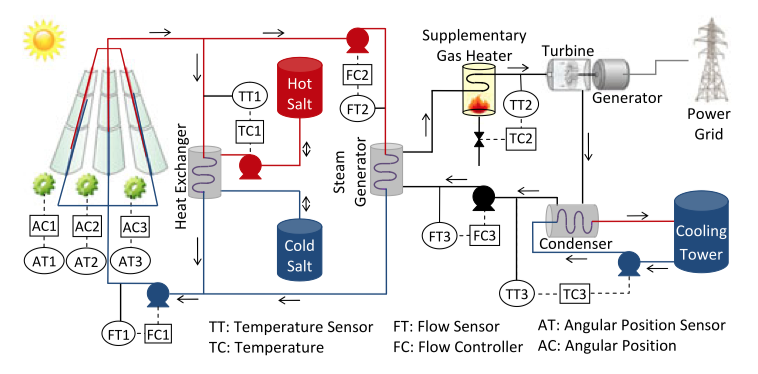 Supplementary
Gas Heater
Turbine
Generator
Power
Grid
Hot
Salt
TT1
TC1
FC2
FT2
TT2
TC2
Heat Exchanger
Steam
Generator
AC1
AC2
AC3
AT1
AT2
AT3
Cold
Salt
FT3
FC3
Condenser
Cooling
Tower
TT3
TC3
FT1
FC1
TT: Temperature Sensor
FT: Flow Sensor
AT: Angular Position Sensor
TC: Temperature
FC: Flow Controller
AC: Angular Position